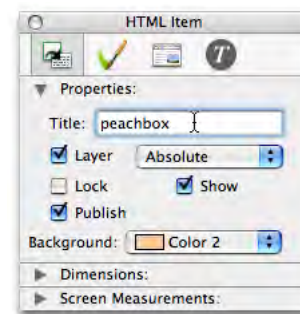 HTML Item
T
Properties:
Title: peachbox
Layer Absolute
Lock Show
Publish
Background: Color 2
Dimensions:
Screen Measurements: